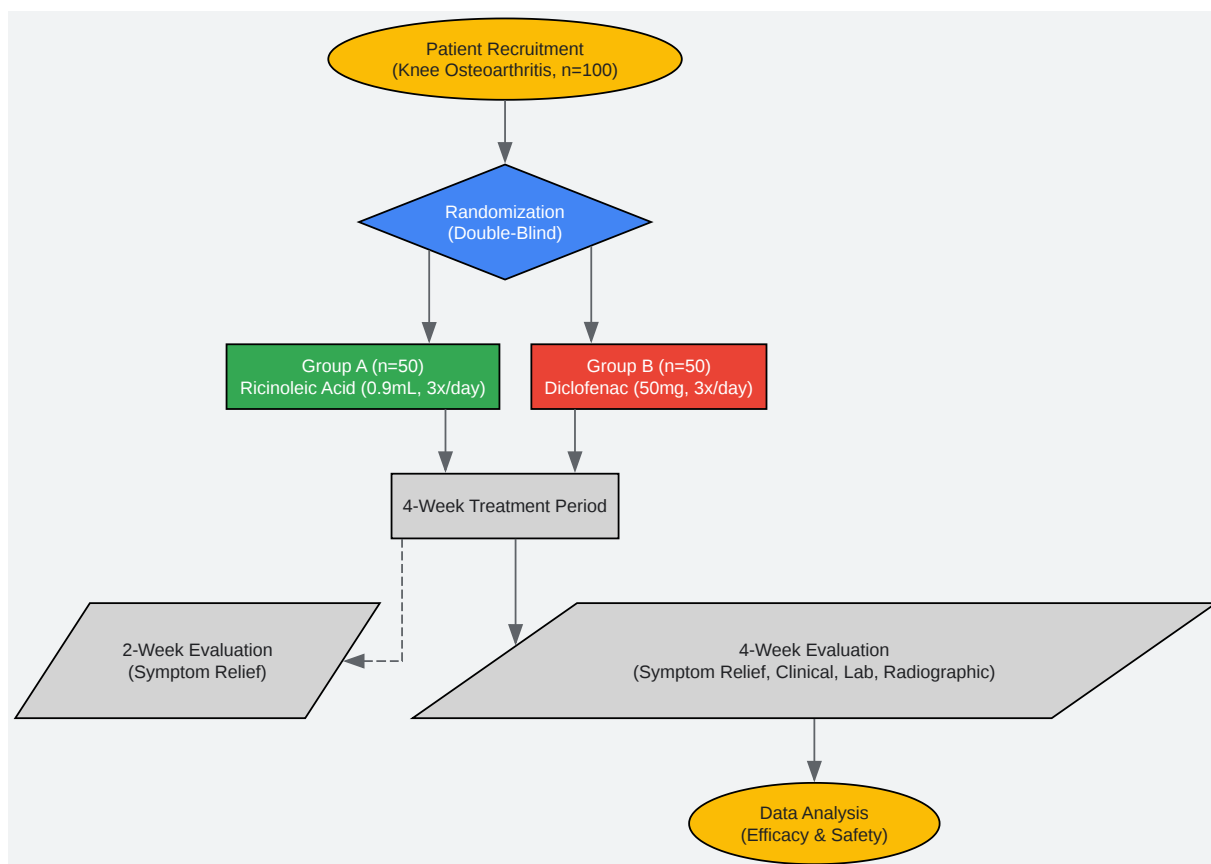 Patient Recruitment
(Knee Osteoarthritis, n=100)
Randomization
(Double-Blind)
Group A (n=50)
Ricinoleic Acid (0.9mL, 3x/day)
Group B (n=50)
Diclofenac (50mg, 3x/day)
4-Week Treatment Period
2-Week Evaluation
(Symptom Relief)
4-Week Evaluation
(Symptom Relief, Clinical, Lab, Radiographic)
Data Analysis
(Efficacy & Safety)